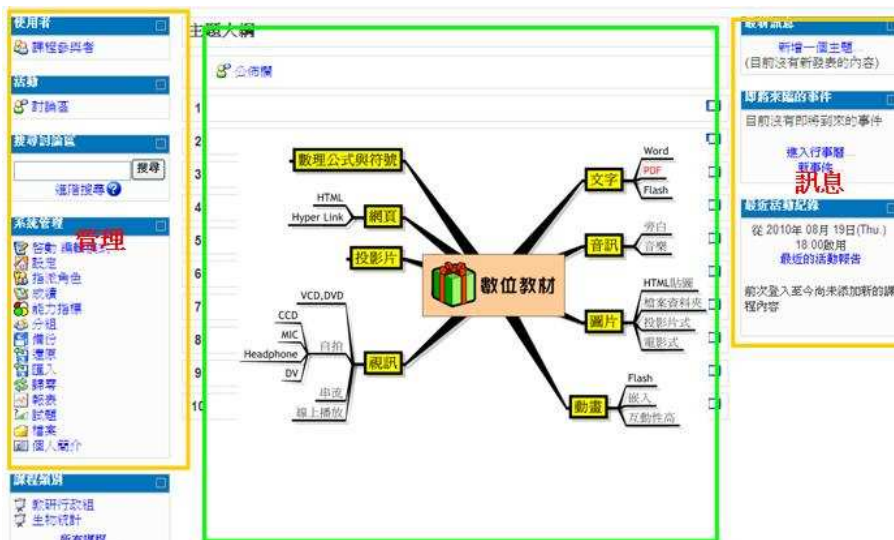 使用者
課程參與者
活動
討論區
搜尋討論區
搜尋
進階搜尋
系統管理
管理
啟動 編輯
設定
指派角色
成績
能力指標
分組
備份
還原
匯入
歸零
報表
試題
檔案
個人簡介
課程類別
教研行政組
生物統計
所有課程
主題大綱
公佈欄
1
2
3
4
5
6
7
8
9
10
數位教材
數理公式與符號
網頁
HTML
Hyper Link
投影片
視訊
VCD,DVD
自拍
CCD
MIC
Headphone
DV
串流
線上播放
文字
Word
PDF
Flash
音訊
旁白
音樂
圖片
HTML貼圖
檔案資料夾
投影片式
電影式
動畫
Flash
嵌入
互動性高
最新訊息
新增一個主題...
(目前沒有新發表的內容)
即將來臨的事件
目前沒有即將到來的事件
進入行事曆...
新事件...
訊息
最近活動紀錄
從 2010年 08月 19日(Thu.)
18:00啟用
最近的活動報告
前次登入至今尚未添加新的課
程內容